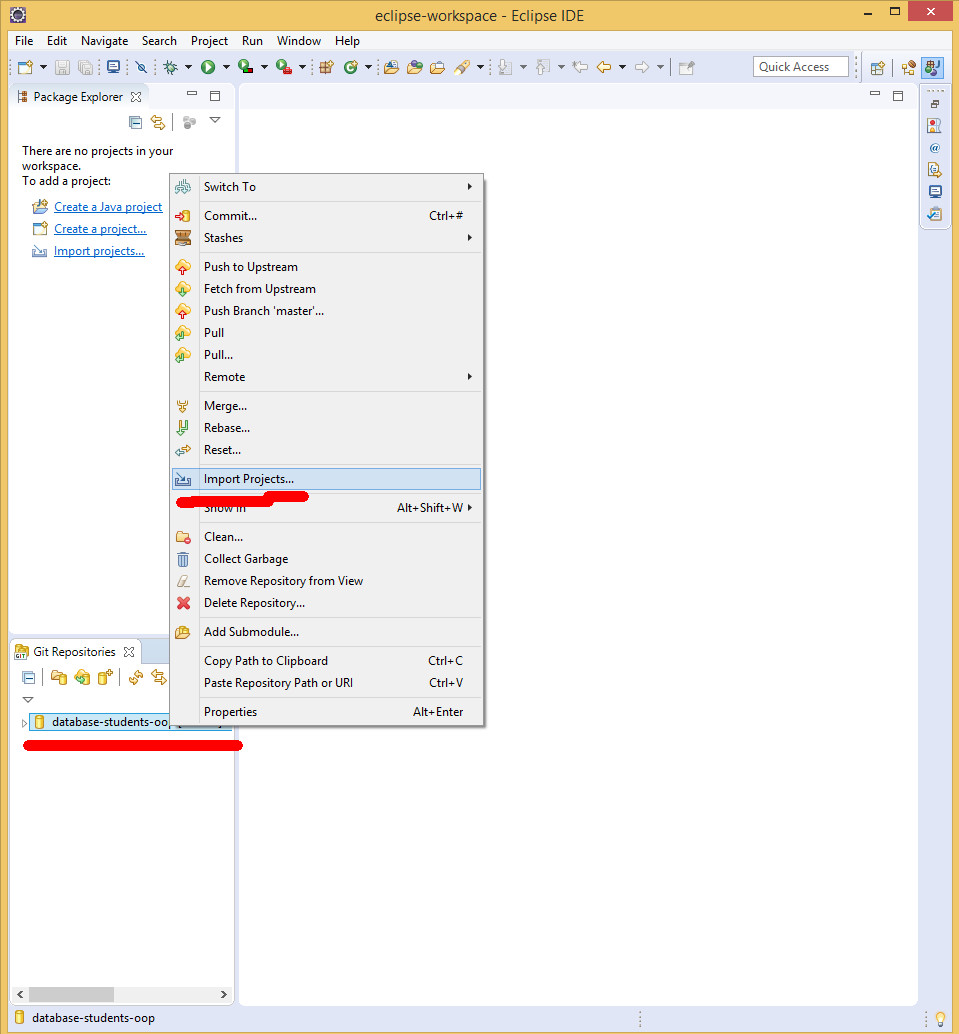 eclipse-workspace - Eclipse IDE
File Edit Navigate Search Project Run Window Help
Quick Access
Package Explorer
There are no projects in your
workspace.
To add a project:
Create a Java project
Create a project...
Import projects...
Switch To
Commit... Ctrl+#
Stashes
Push to Upstream
Fetch from Upstream
Push Branch 'master'...
Pull
Pull...
Remote
Merge...
Rebase...
Reset...
Import Projects...
Show In Alt+Shift+W
Clean...
Collect Garbage
Remove Repository from View
Delete Repository...
Add Submodule...
Copy Path to Clipboard Ctrl+C
Paste Repository Path or URI Ctrl+V
Properties Alt+Enter
Git Repositories
database-students-oop
database-students-oop